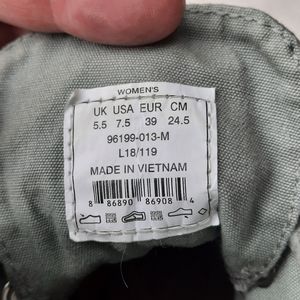 WOMEN'S
UK USA EUR CM
5.5 7.5 39 24.5
96199-013-M
L18/119
MADE IN VIETNAM
8 86890 86908 4